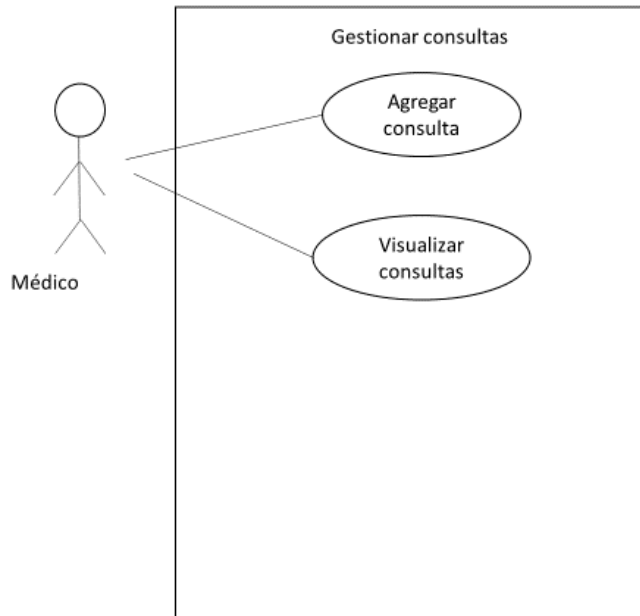 Gestionar consultas
Agregar
consulta
Visualizar
consultas
Médico